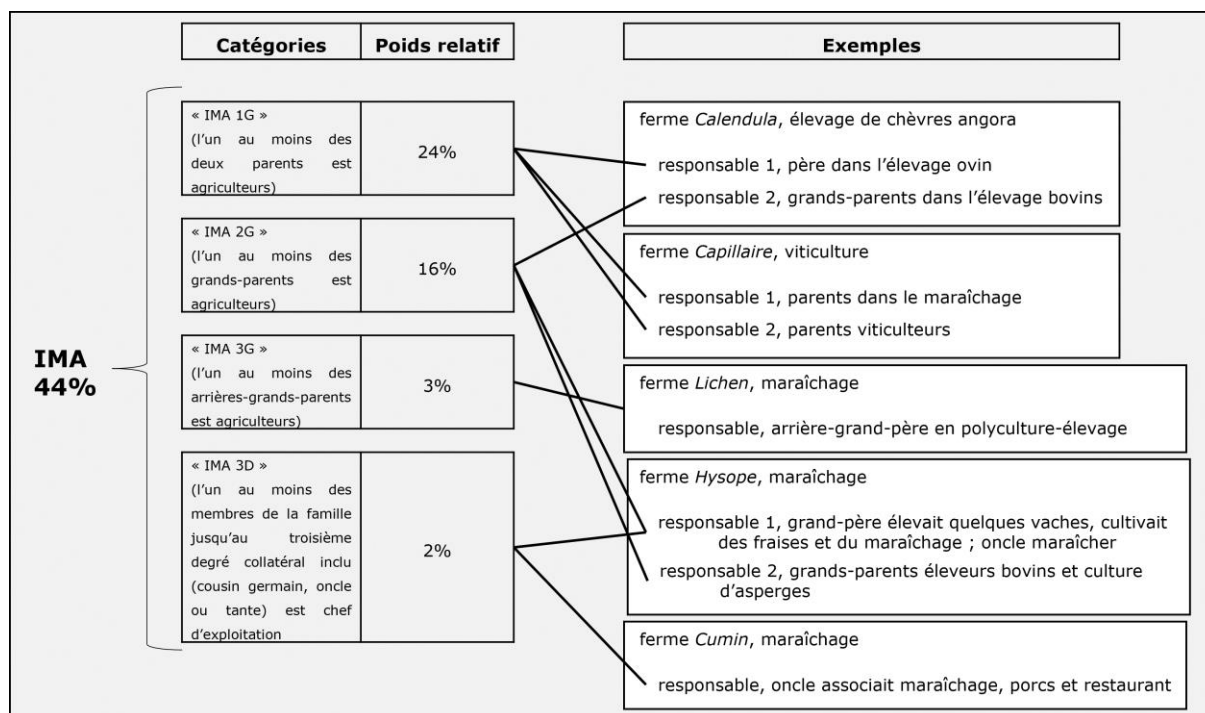 Catégories
Poids relatif
Exemples
IMA
44%
« IMA 1G »
(l'un au moins des
deux parents est
agriculteurs)
24%
« IMA 2G »
(l'un au moins des
grands-parents est
agriculteurs)
16%
« IMA 3G »
(l'un au moins des
arrières-grands-parents
est agriculteurs)
3%
« IMA 3D »
(l'un au moins des
membres de la famille
jusqu'au troisième
degré collatéral inclu
(cousin germain, oncle
ou tante) est chef
d'exploitation
2%
ferme Calendula, élevage de chèvres angora
responsable 1, père dans l'élevage ovin
responsable 2, grands-parents dans l'élevage bovins
ferme Capillaire, viticulture
responsable 1, parents dans le maraîchage
responsable 2, parents viticulteurs
ferme Lichen, maraîchage
responsable, arrière-grand-père en polyculture-élevage
ferme Hysope, maraîchage
responsable 1, grand-père élevait quelques vaches, cultivait
des fraises et du maraîchage ; oncle maraîcher
responsable 2, grands-parents éleveurs bovins et culture
d'asperges
ferme Cumin, maraîchage
responsable, oncle associait maraîchage, porcs et restaurant